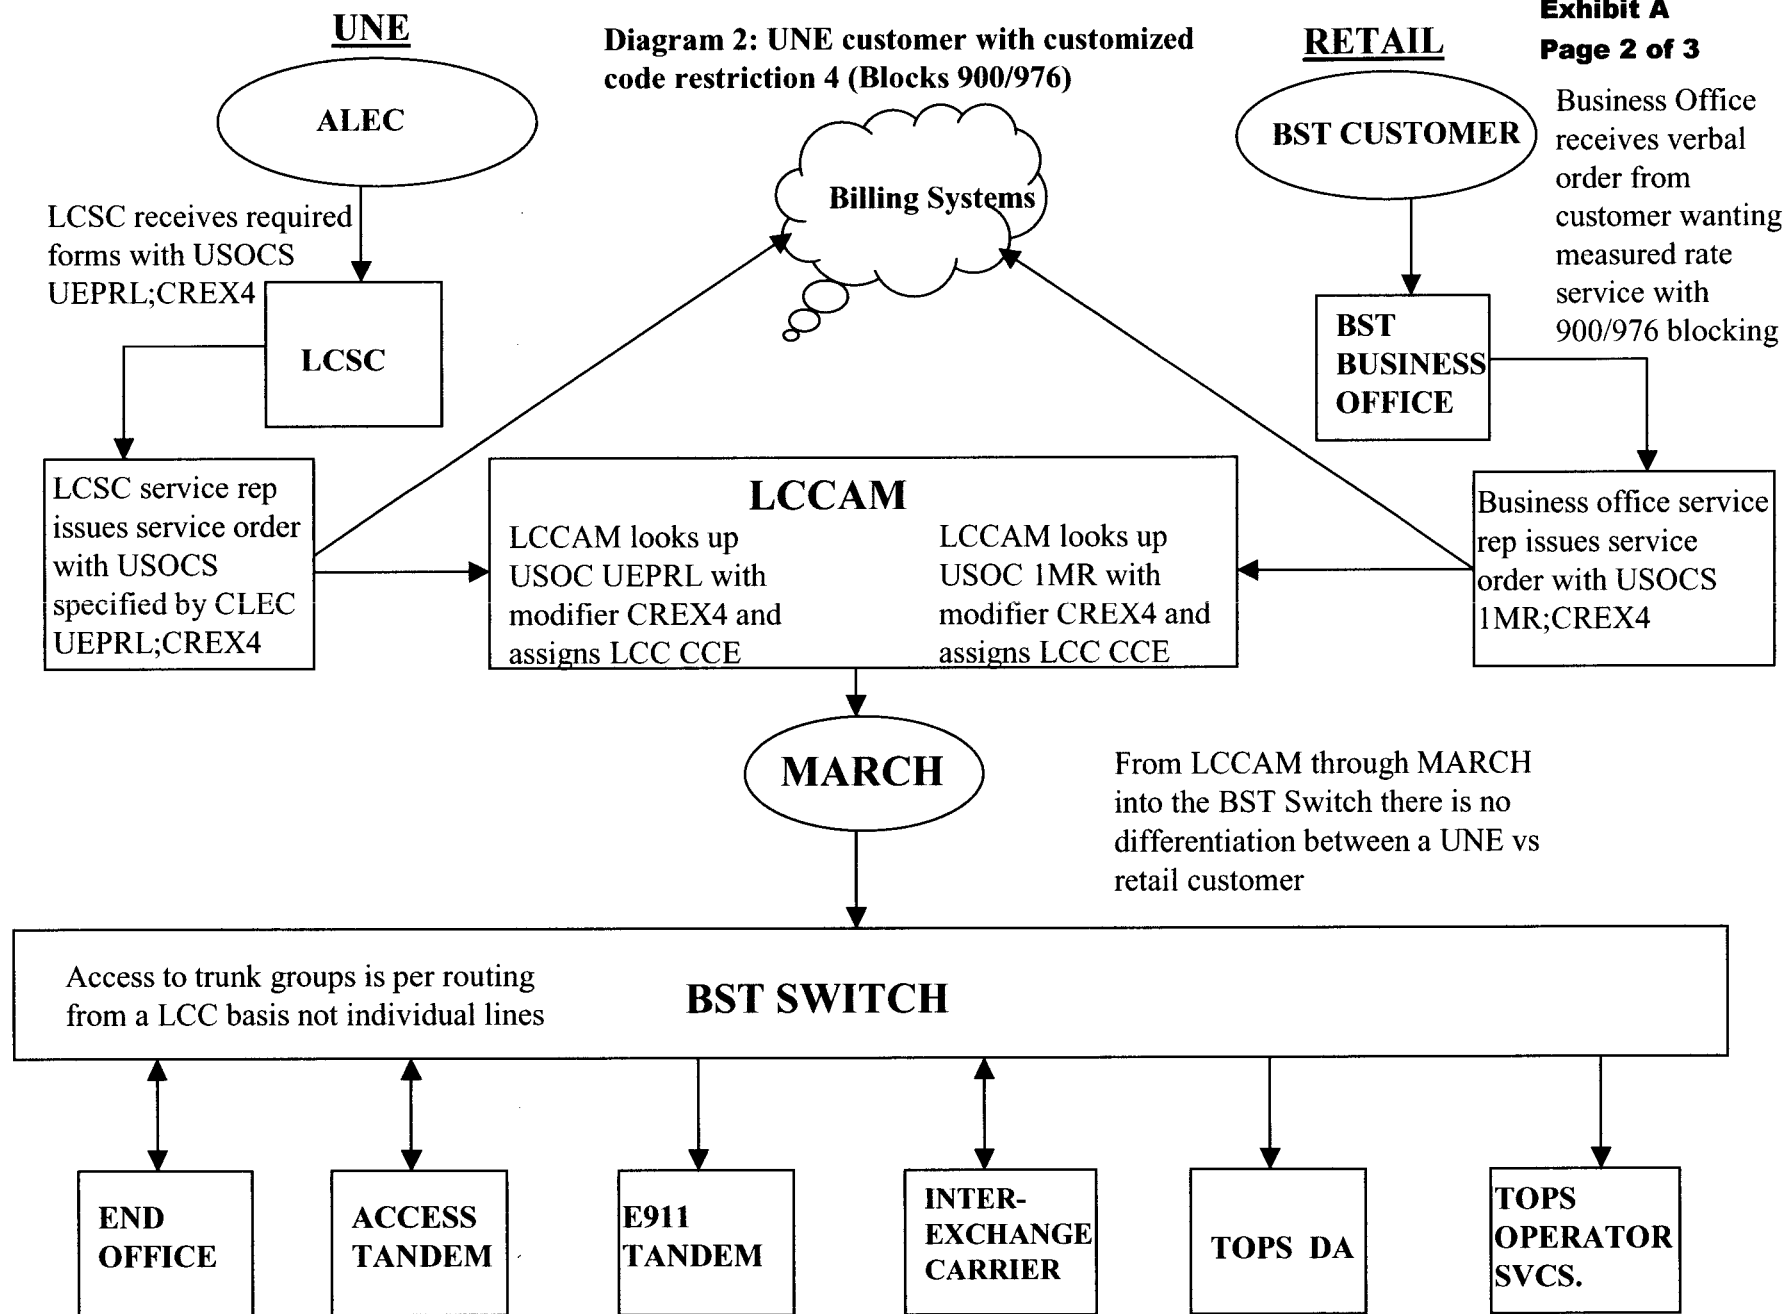 UNE
Diagram 2: UNE customer with customized
code restriction 4 (Blocks 900/976)
RETAIL
Exhibit A
Page 2 of 3
ALEC
BST CUSTOMER
Business Office
receives verbal
order from
customer wanting
measured rate
service with
900/976 blocking
Billing Systems
LCSC receives required
forms with USOCS
UEPRL;CREX4
LCSC
BST
BUSINESS
OFFICE
LCSC service rep
issues service order
with USOCS
specified by CLEC
UEPRL;CREX4
LCCAM
LCCAM looks up
USOC UEPRL with
modifier CREX4 and
assigns LCC CCE
LCCAM looks up
USOC 1MR with
modifier CREX4 and
assigns LCC CCE
Business office service
rep issues service
order with USOCS
1MR;CREX4
MARCH
From LCCAM through MARCH
into the BST Switch there is no
differentiation between a UNE vs
retail customer
Access to trunk groups is per routing
from a LCC basis not individual lines
BST SWITCH
END
OFFICE
ACCESS
TANDEM
E911
TANDEM
INTER-
EXCHANGE
CARRIER
TOPS DA
TOPS
OPERATOR
SVCS.